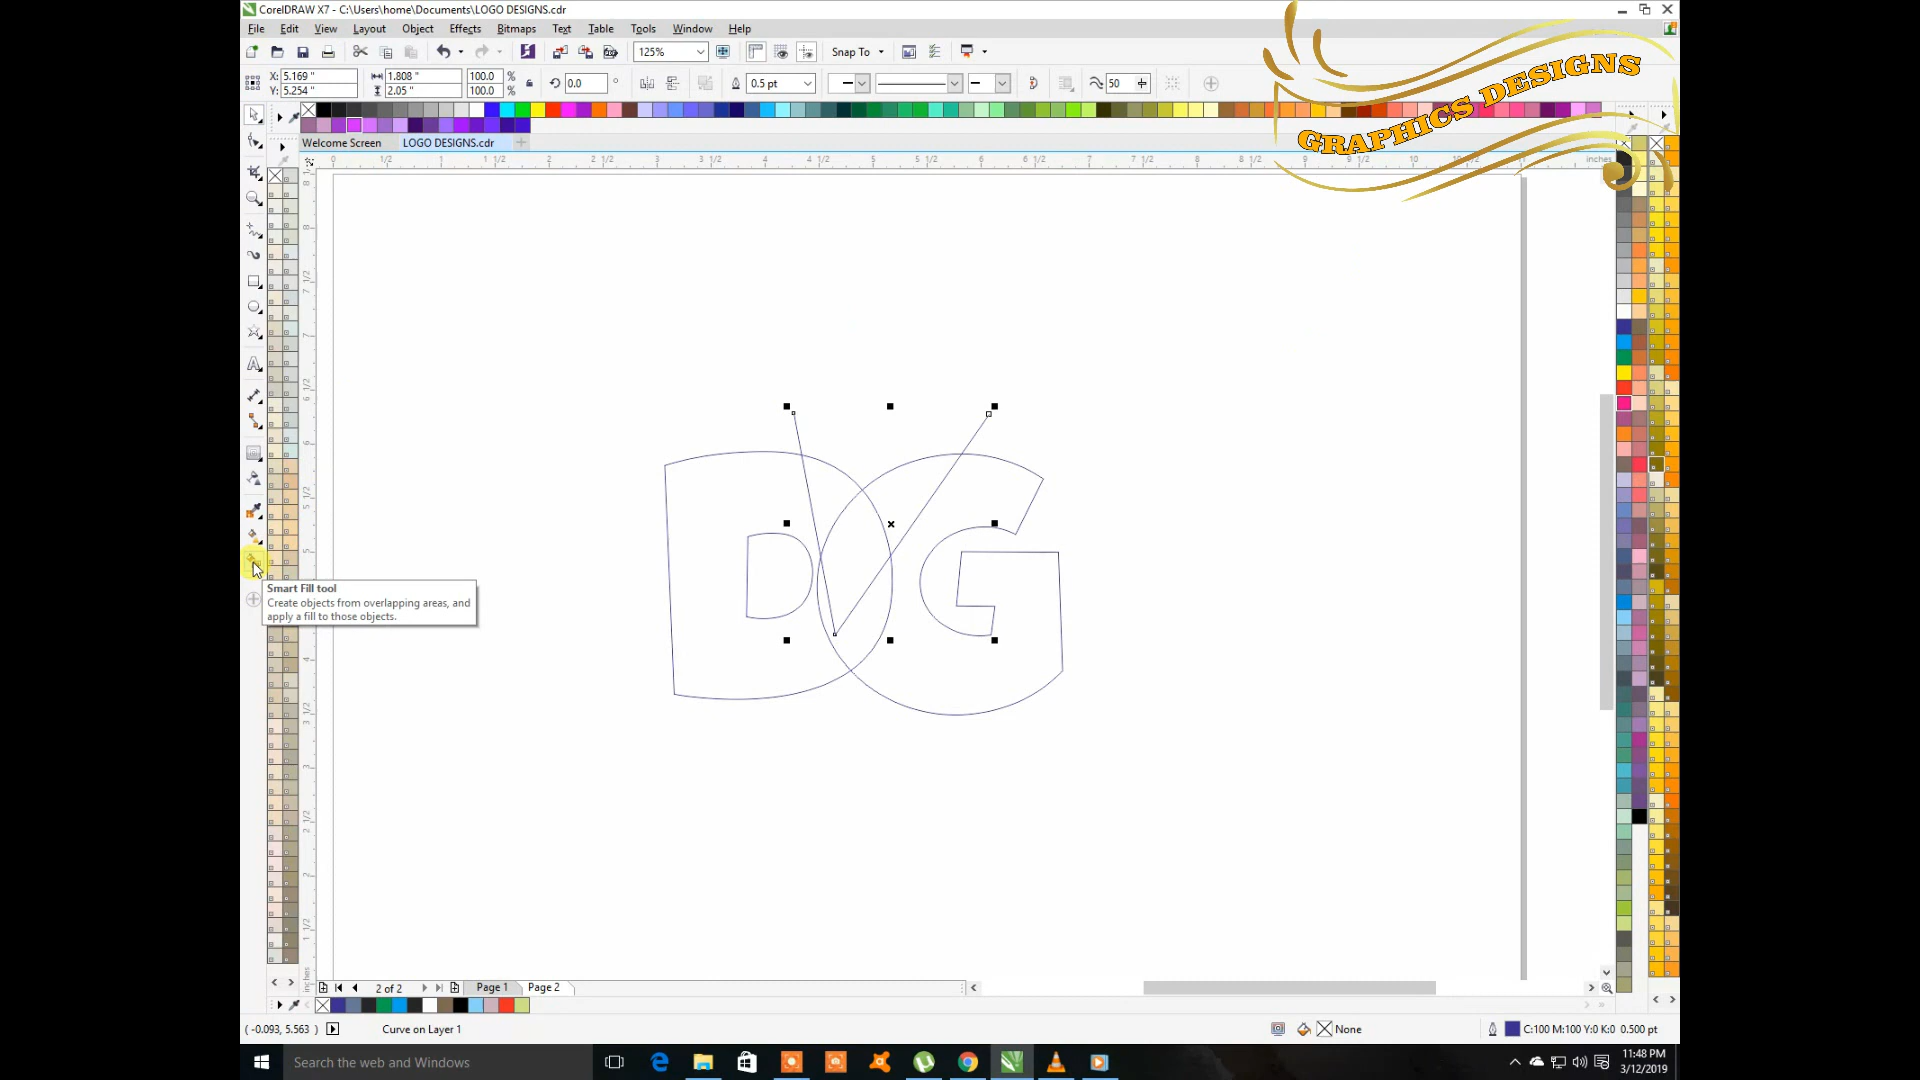 CorelDRAW X7 - C:\Users\home\Documents\LOGO DESIGNS.cdr
File Edit View Layout Object Effects Bitmaps Text Table Tools Window Help
125% Snap To
X: 5.169 " 1.808 " 100.0 % 0.0 ° 0.5 pt 50
Y: 5.254 " 2.05 " 100.0 %
GRAPHICS DESIGNS
Welcome Screen LOGO DESIGNS.cdr
inches
DG
Smart Fill tool
Create objects from overlapping areas, and
apply a fill to those objects.
2 of 2 Page 1 Page 2
( -0.093, 5.563 ) Curve on Layer 1 None C:100 M:100 Y:0 K:0 0.500 pt
Search the web and Windows
11:48 PM
3/12/2019